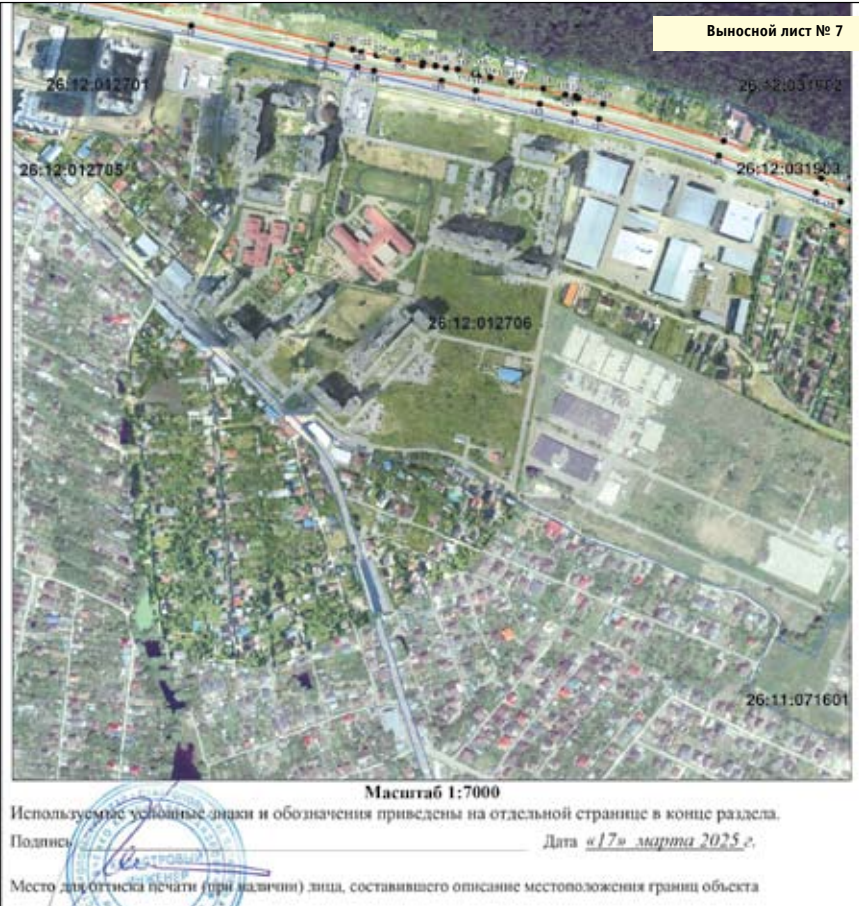 Выносной лист № 7
26:12:012701
26:12:031902
26:12:012705
26:12:031903
26:12:012706
26:11:071601
Масштаб 1:7000
Используемые условные знаки и обозначения приведены на отдельной странице в конце раздела.
Подпись
Дата «17» марта 2025 г.
Место для оттиска печати (при наличии) лица, составившего описание местоположения границ объекта
ИНЖЕНЕР